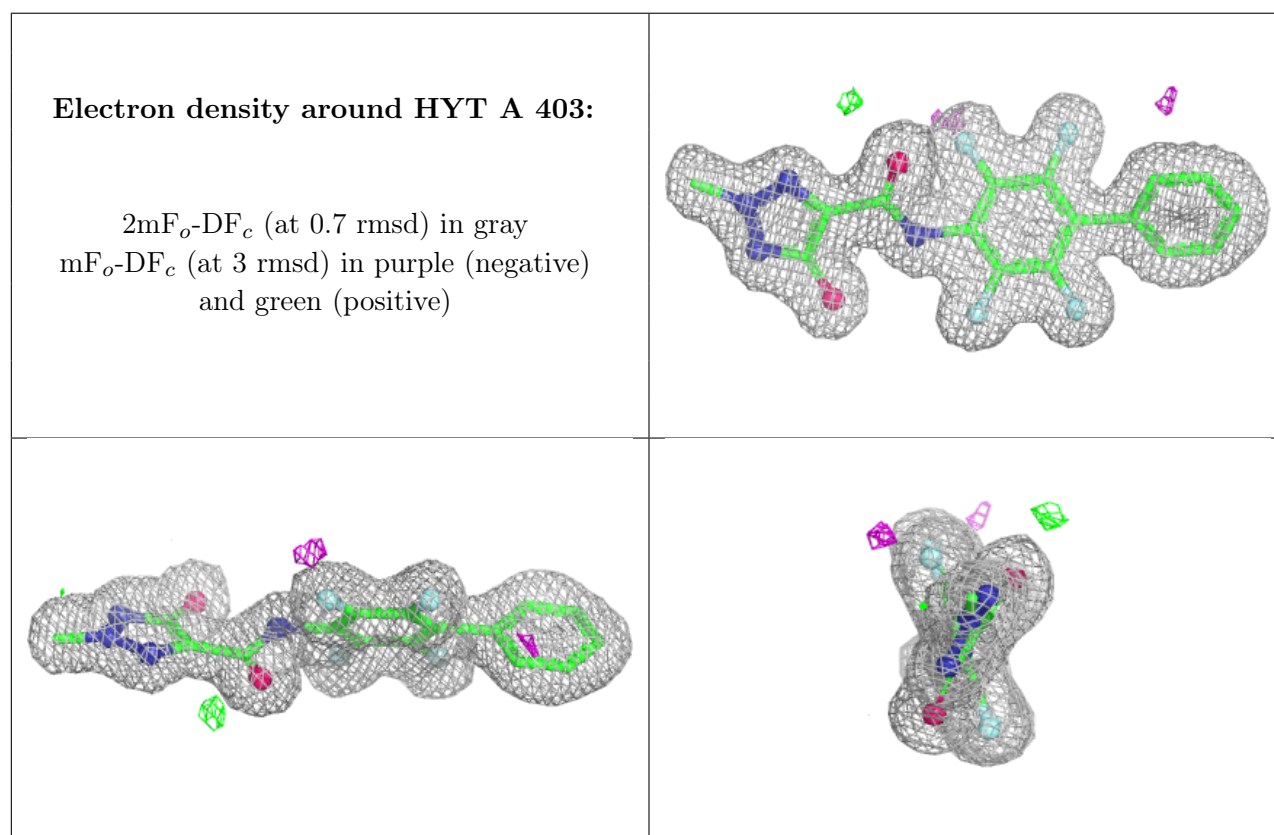 Electron density around HYT A 403:
2mFₒ-DF𝑐 (at 0.7 rmsd) in gray
mFₒ-DF𝑐 (at 3 rmsd) in purple (negative)
and green (positive)